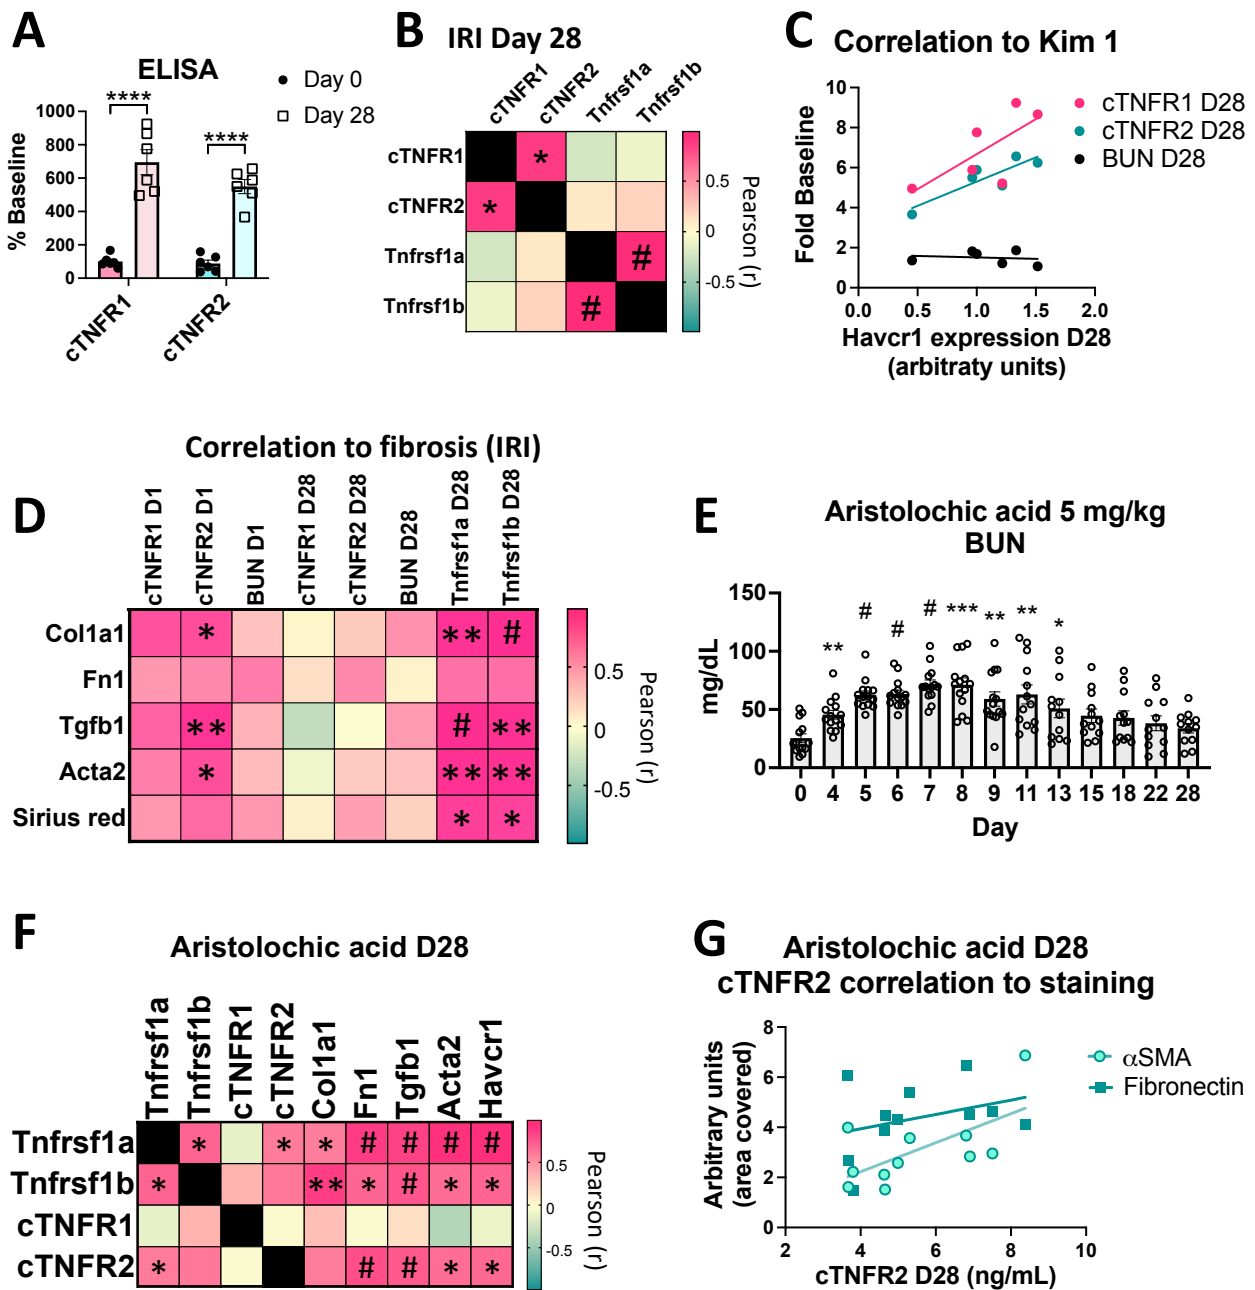 A
ELISA
Day 0
Day 28
****
****
% Baseline
1000
800
600
400
200
0
cTNFR1
cTNFR2
B
IRI Day 28
cTNFR1
cTNFR2
Tnfrsf1a
Tnfrsf1b
cTNFR1
*
cTNFR2
*
Tnfrsf1a
#
Tnfrsf1b
#
0.5
0
-0.5
Pearson (r)
C
Correlation to Kim 1
cTNFR1 D28
cTNFR2 D28
BUN D28
Fold Baseline
10
8
6
4
2
0
0.0 0.5 1.0 1.5 2.0
Havcr1 expression D28
(arbitraty units)
D
Correlation to fibrosis (IRI)
cTNFR1 D1
cTNFR2 D1
BUN D1
cTNFR1 D28
cTNFR2 D28
BUN D28
Tnfrsf1a D28
Tnfrsf1b D28
Col1a1
* ** #
Fn1
Tgfb1
** # **
Acta2
* ** **
Sirius red
* *
0.5
0
-0.5
Pearson (r)
E
Aristolochic acid 5 mg/kg
BUN
mg/dL
150
100
50
0
** # # # *** ** ** *
0 4 5 6 7 8 9 11 13 15 18 22 28
Day
F
Aristolochic acid D28
Tnfrsf1a
Tnfrsf1b
cTNFR1
cTNFR2
Col1a1
Fn1
Tgfb1
Acta2
Havcr1
Tnfrsf1a
* * * # # # #
Tnfrsf1b
* ** * # * *
cTNFR1
cTNFR2
* # # * *
0.5
0
-0.5
Pearson (r)
G
Aristolochic acid D28
cTNFR2 correlation to staining
αSMA
Fibronectin
Arbitrary units
(area covered)
8
6
4
2
0
2 4 6 8 10
cTNFR2 D28 (ng/mL)